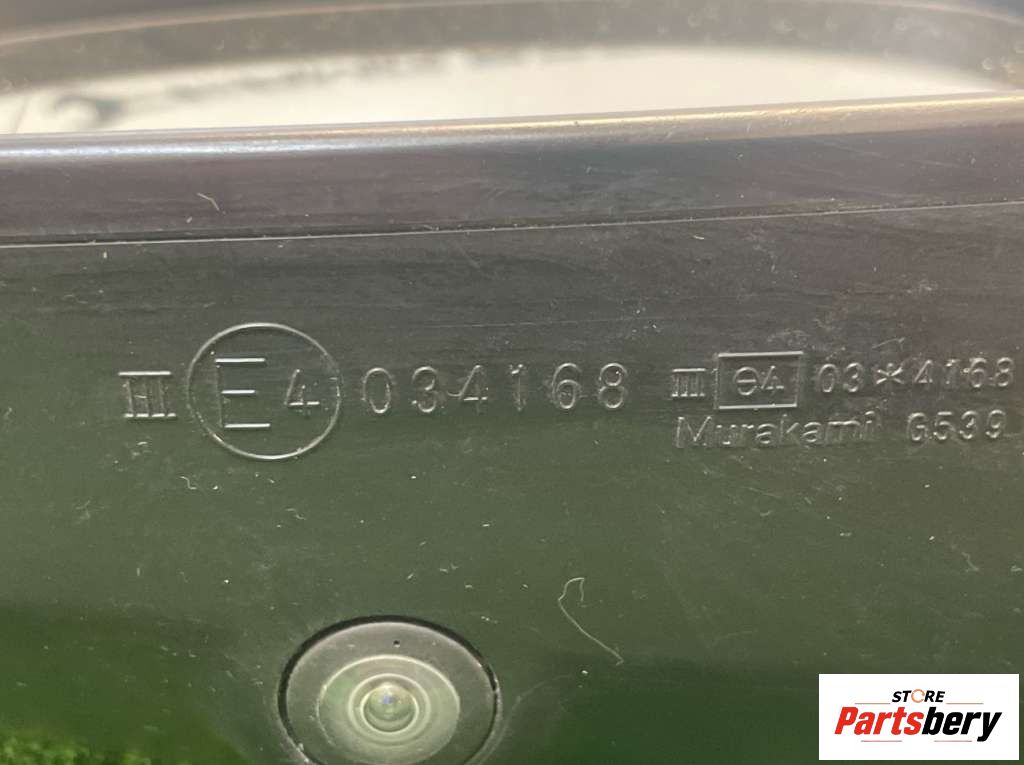 III E4 034168
III e4 03*4168
Murakami G539
STORE
Partsbery